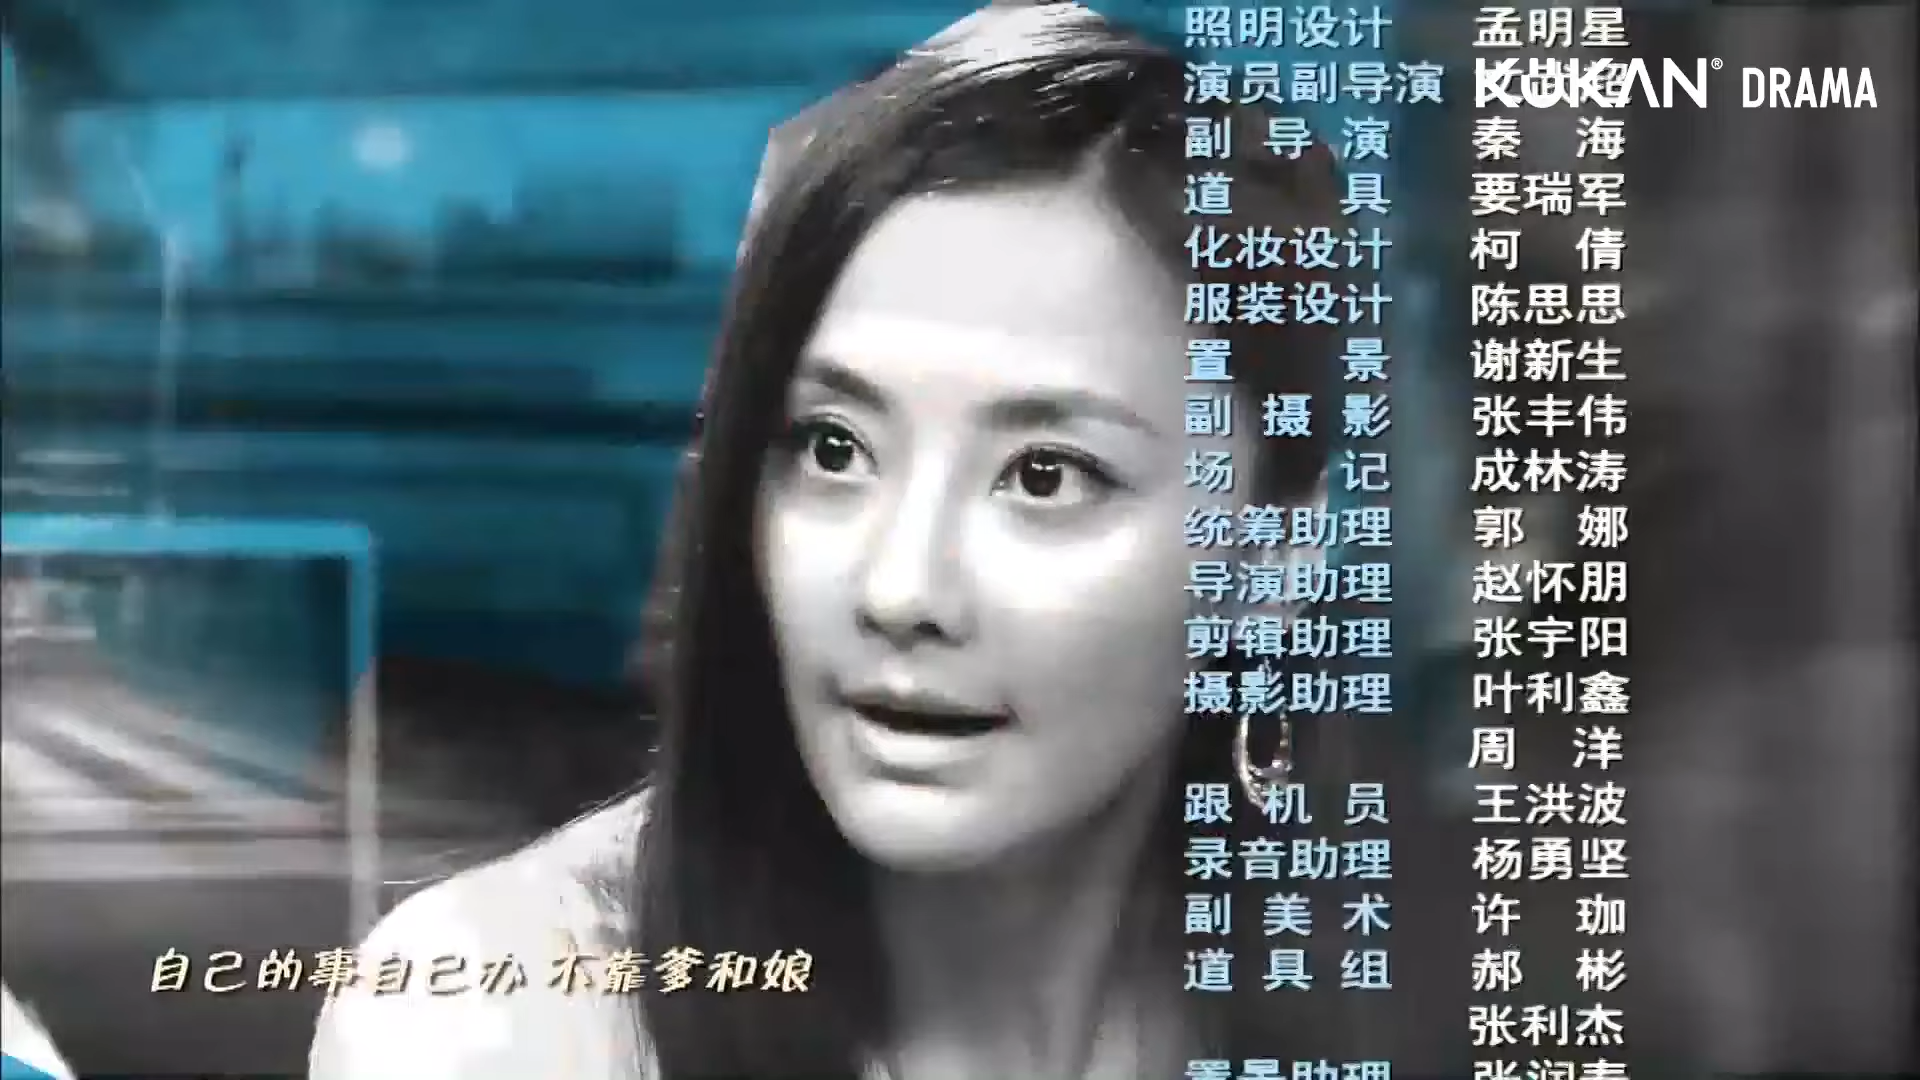 照明设计 孟明星
KÜKAN® DRAMA
演员副导演
副导演 秦海
道具 要瑞军
化妆设计 柯倩
服装设计 陈思思
置景 谢新生
副摄影 张丰伟
场记 成林涛
统筹助理 郭娜
导演助理 赵怀朋
剪辑助理 张宇阳
摄影助理 叶利鑫
周洋
跟机员 王洪波
录音助理 杨勇坚
副美术 许珈
道具组 郝彬
自己的事自己办 不靠爹和娘
张利杰
置景助理